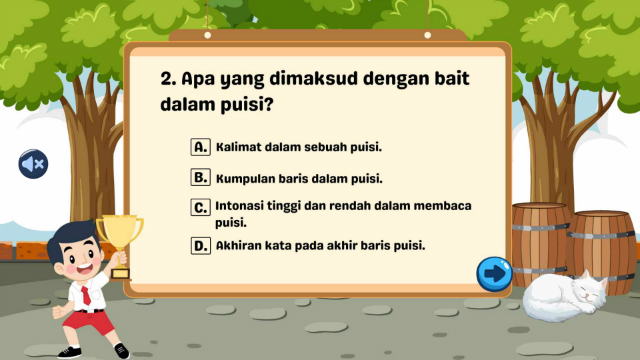 2. Apa yang dimaksud dengan bait
dalam puisi?
A. Kalimat dalam sebuah puisi.
B. Kumpulan baris dalam puisi.
C. Intonasi tinggi dan rendah dalam membaca
puisi.
D. Akhiran kata pada akhir baris puisi.